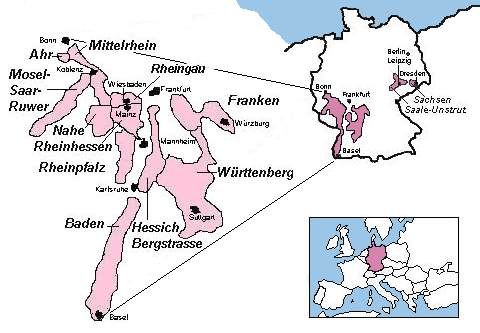 Bonn
Mittelrhein
Ahr
Koblenz
Rheingau
Mosel-
Saar-
Ruwer
Wiesbaden
Frankfurt
Franken
Mainz
Würzburg
Nahe
Rheinhessen
Mannheim
Rheinpfalz
Württenberg
Karlsruhe
Baden
Stuttgart
Hessich
Bergstrasse
Basel
Berlin
Leipzig
Dresden
Bonn
Frankfurt
Sachsen
Saale-Unstrut
Basel